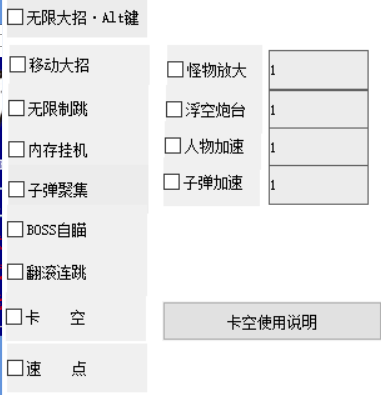 无限大招·Alt键
移动大招
无限制跳
内存挂机
子弹聚集
BOSS自瞄
翻滚连跳
卡 空
速 点
怪物放大 1
浮空炮台 1
人物加速 1
子弹加速 1
卡空使用说明